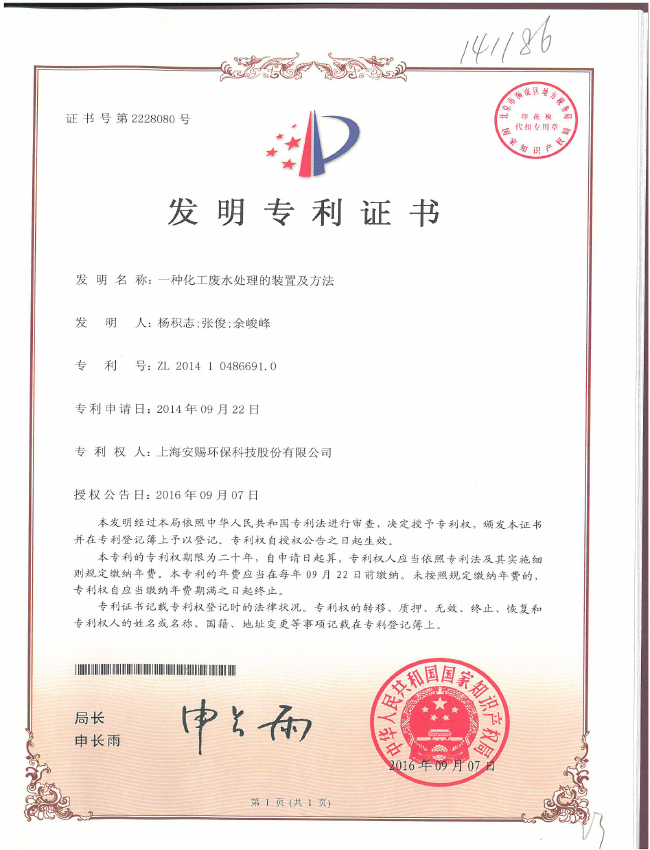 141186
证书号第2228080号
北京市海淀区地方税务局
印花税
代扣专用章
国家知识产权局
发明专利证书
发 明 名 称：一种化工废水处理的装置及方法
发 明 人：杨积志;张俊;余峻峰
专 利 号：ZL 2014 1 0486691.0
专利申请日：2014年09月22日
专 利 权 人：上海安赐环保科技股份有限公司
授权公告日：2016年09月07日
本发明经过本局依照中华人民共和国专利法进行审查，决定授予专利权，颁发本证书
并在专利登记簿上予以登记。专利权自授权公告之日起生效。
本专利的专利权期限为二十年，自申请日起算。专利权人应当依照专利法及其实施细
则规定缴纳年费。本专利的年费应当在每年09月22日前缴纳。未按照规定缴纳年费的，
专利权自应当缴纳年费期满之日起终止。
专利证书记载专利权登记时的法律状况。专利权的转移、质押、无效、终止、恢复和
专利权人的姓名或名称、国籍、地址变更等事项记载在专利登记簿上。
局长
申长雨
申长雨
中华人民共和国国家知识产权局
2016年09月07日
第 1 页 (共 1 页)